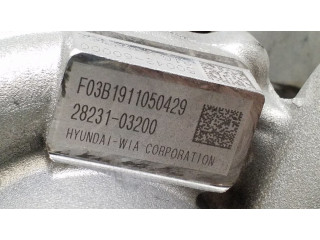 F03B1911050429
28231-03200
HYUNDAI-WIA CORPORATION